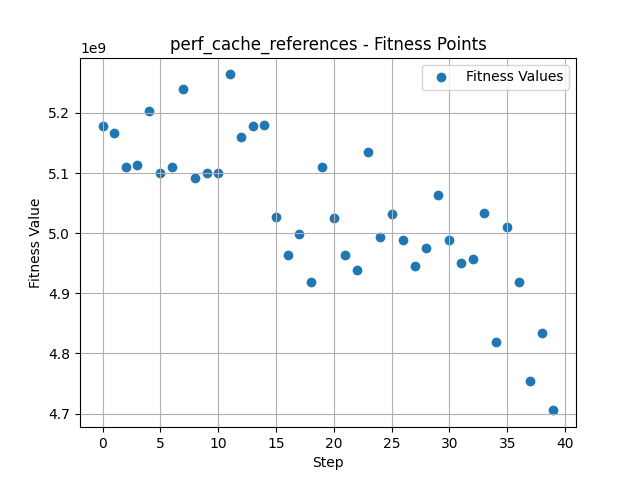 perf_cache_references - Fitness Points
1e9
Fitness Values
5.2
5.1
5.0
4.9
4.8
4.7
Fitness Value
0 5 10 15 20 25 30 35 40
Step